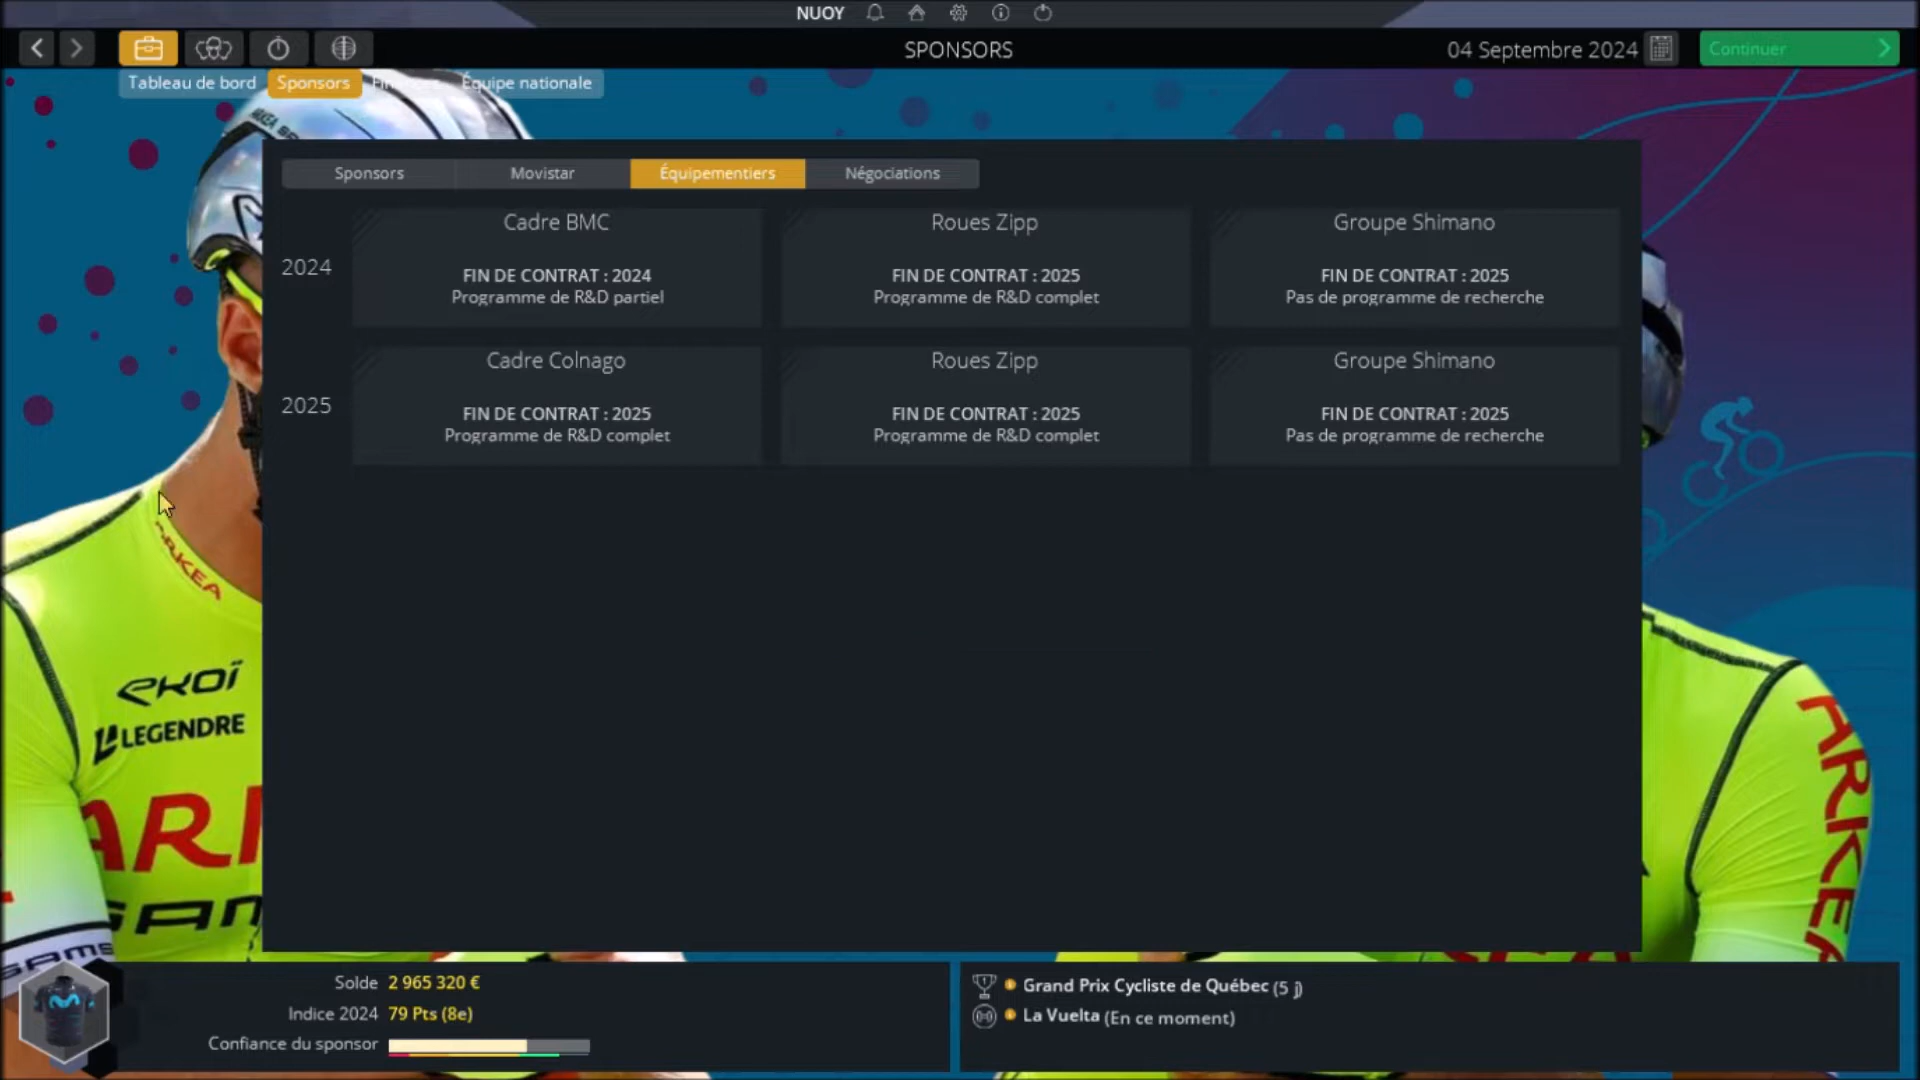 NUOY
SPONSORS
04 Septembre 2024
Continuer
Tableau de bord
Sponsors
Équipe nationale
Sponsors
Movistar
Équipementiers
Négociations
2024
Cadre BMC
FIN DE CONTRAT : 2024
Programme de R&D partiel
Roues Zipp
FIN DE CONTRAT : 2025
Programme de R&D complet
Groupe Shimano
FIN DE CONTRAT : 2025
Pas de programme de recherche
2025
Cadre Colnago
FIN DE CONTRAT : 2025
Programme de R&D complet
Roues Zipp
FIN DE CONTRAT : 2025
Programme de R&D complet
Groupe Shimano
FIN DE CONTRAT : 2025
Pas de programme de recherche
ARKEA
EKOÏ
LEGENDRE
ARK
SAM
SAMS
ARKEA
Solde 2 965 320 €
Indice 2024 79 Pts (8e)
Confiance du sponsor
Grand Prix Cycliste de Québec (5 j)
La Vuelta (En ce moment)